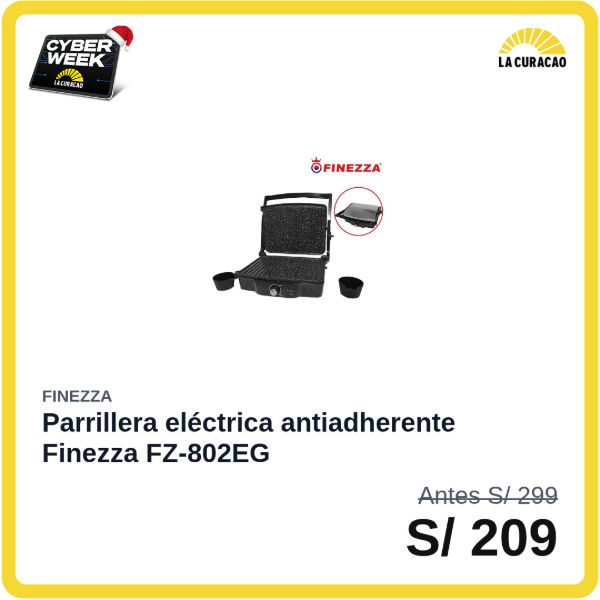 CYBER
WEEK
LA CURACAO
LA CURACAO
FINEZZA
FINEZZA
Parrillera eléctrica antiadherente
Finezza FZ-802EG
Antes S/ 299
S/ 209